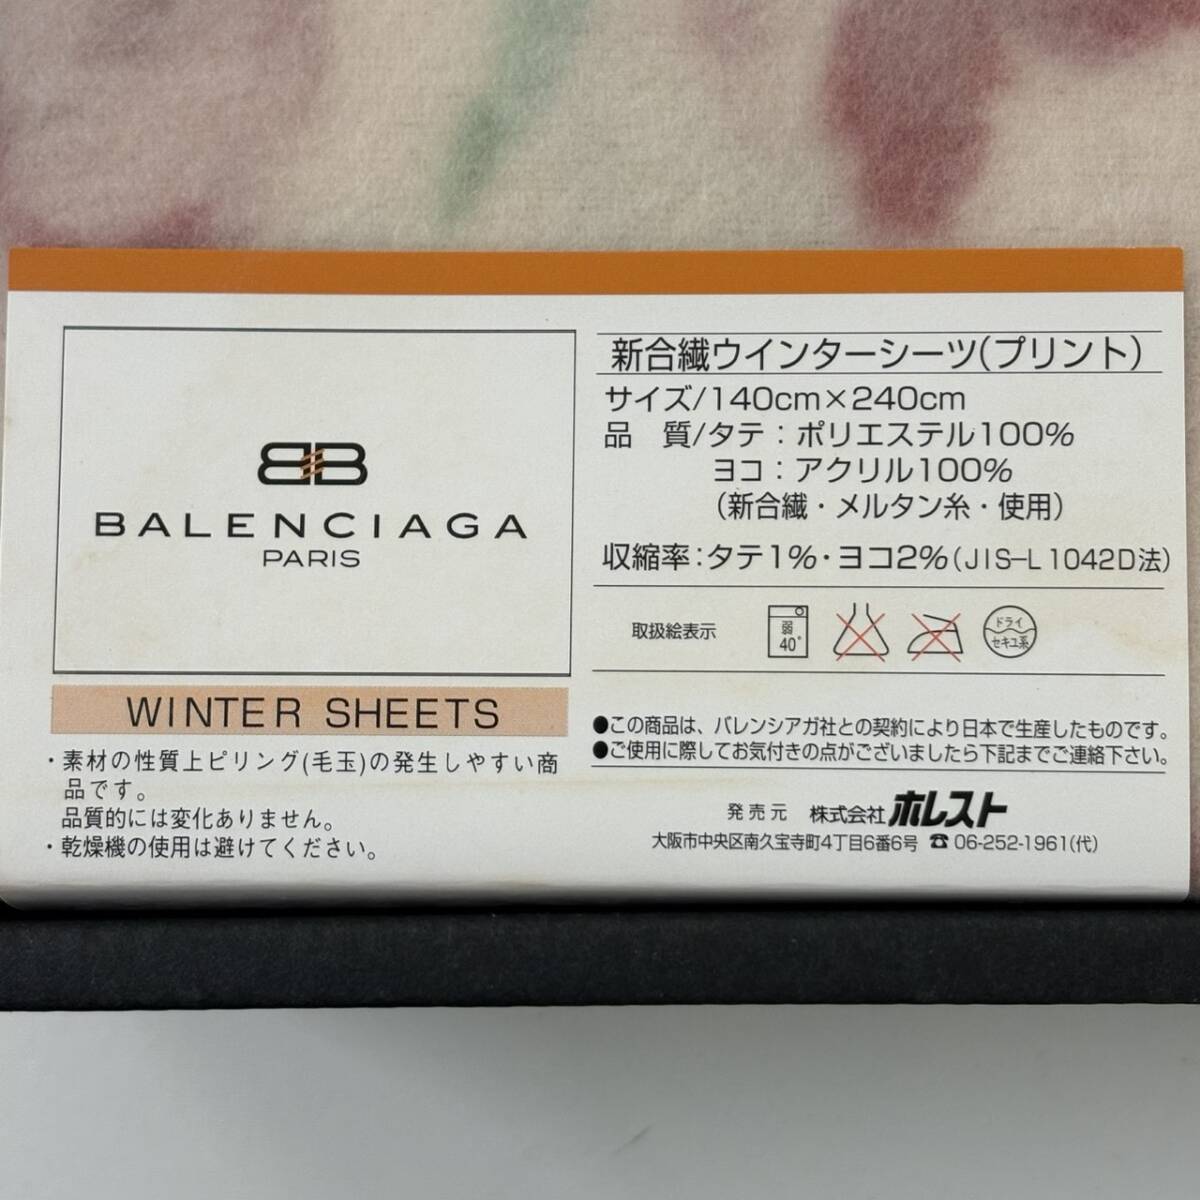 BB
BALENCIAGA
PARIS
WINTER SHEETS
・素材の性質上ピリング(毛玉)の発生しやすい商
品です。
品質的には変化ありません。
・乾燥機の使用は避けてください。
新合繊ウインターシーツ(プリント)
サイズ/140cm×240cm
品　質/タテ：ポリエステル100%
ヨコ：アクリル100%
(新合繊・メルタン糸・使用)
収縮率：タテ1%・ヨコ2%(JIS-L 1042D法)
取扱絵表示
弱
40°
ドライ
セキユ系
●この商品は、バレンシアガ社との契約により日本で生産したものです。
●ご使用に際してお気付きの点がございましたら下記までご連絡下さい。
発売元 株式会社ホレスト
大阪市中央区南久宝寺町4丁目6番6号 ☎06-252-1961(代)